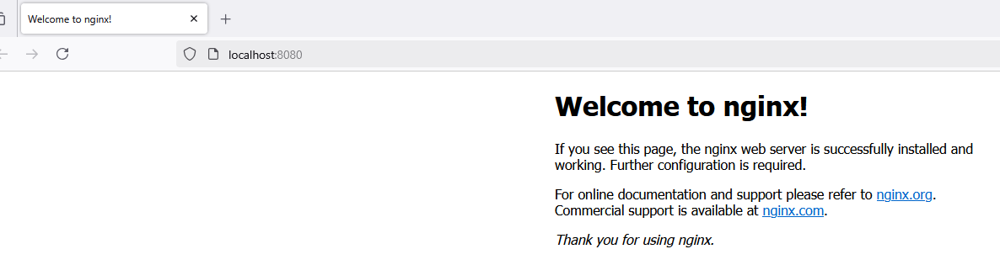 Welcome to nginx!
localhost:8080
Welcome to nginx!
If you see this page, the nginx web server is successfully installed and
working. Further configuration is required.
For online documentation and support please refer to nginx.org.
Commercial support is available at nginx.com.
Thank you for using nginx.